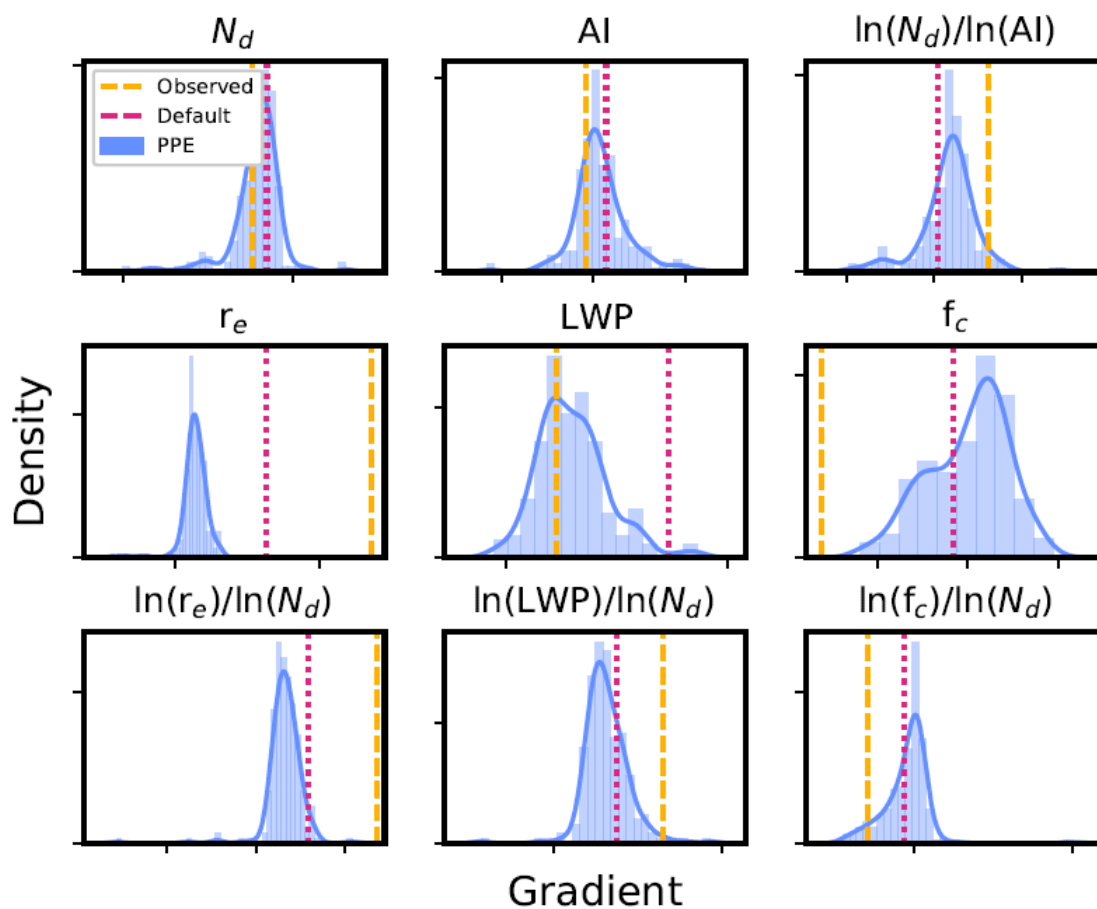 N_d
AI
ln(N_d)/ln(AI)
Observed
Default
PPE
r_e
LWP
f_c
Density
ln(r_e)/ln(N_d)
ln(LWP)/ln(N_d)
ln(f_c)/ln(N_d)
Gradient